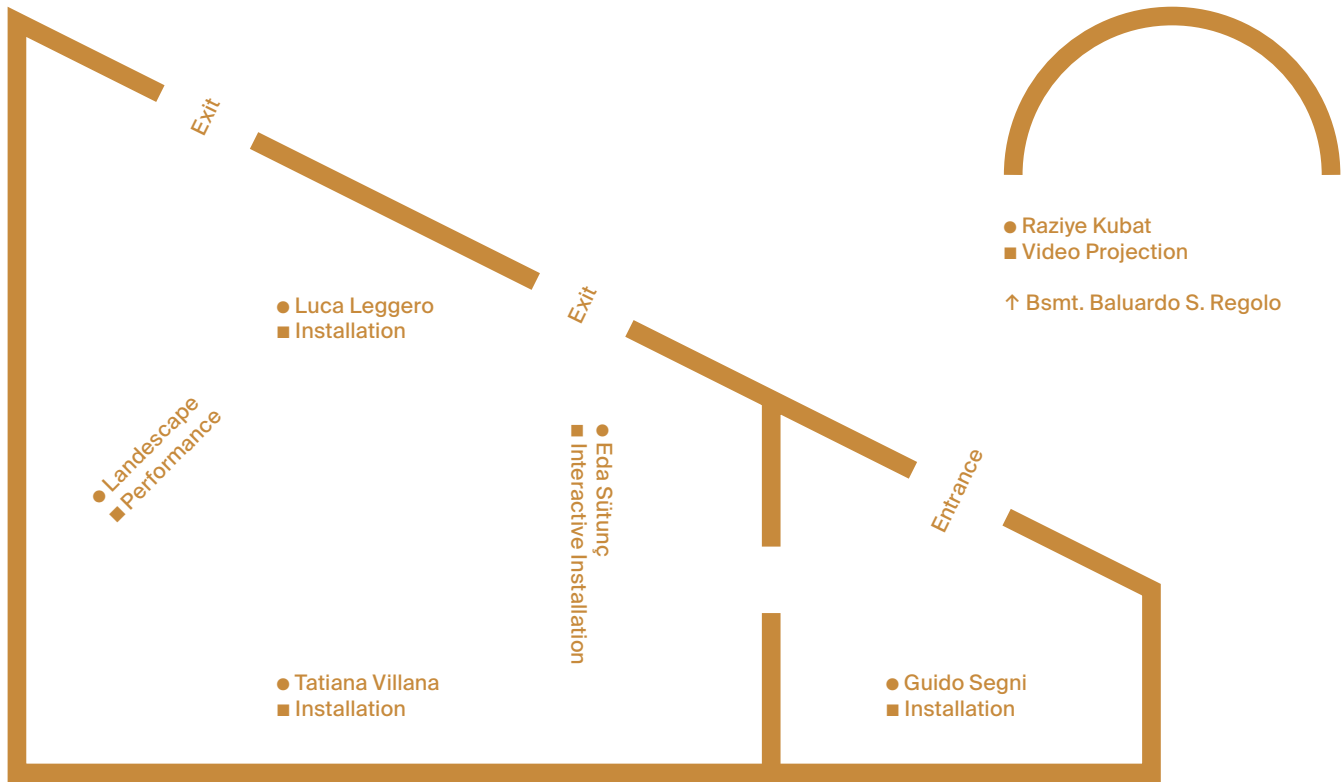 Exit
● Raziye Kubat
■ Video Projection
↑ Bsmt. Baluardo S. Regolo
Exit
● Luca Leggero
■ Installation
● Landescape
■ Performance
● Eda Sütunç
■ Interactive Installation
Entrance
● Tatiana Villana
■ Installation
● Guido Segni
■ Installation